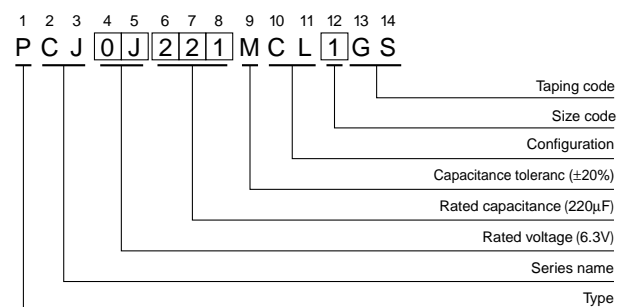 1 2 3 4 5 6 7 8 9 10 11 12 13 14
P C J 0 J 2 2 1 M C L 1 G S
Taping code
Size code
Configuration
Capacitance toleranc (±20%)
Rated capacitance (220μF)
Rated voltage (6.3V)
Series name
Type